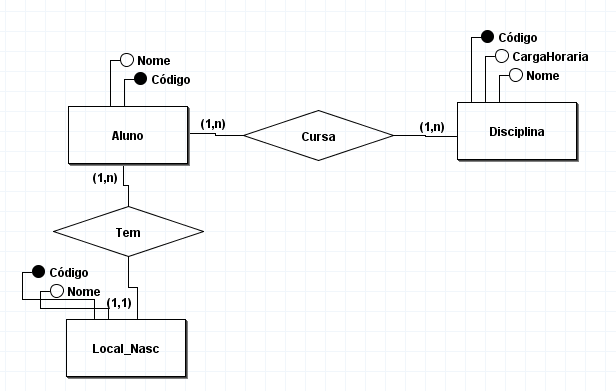 Código
CargaHoraria
Nome
Nome
Código
Aluno
(1,n)
Cursa
(1,n)
Disciplina
(1,n)
Tem
Código
Nome
(1,1)
Local_Nasc